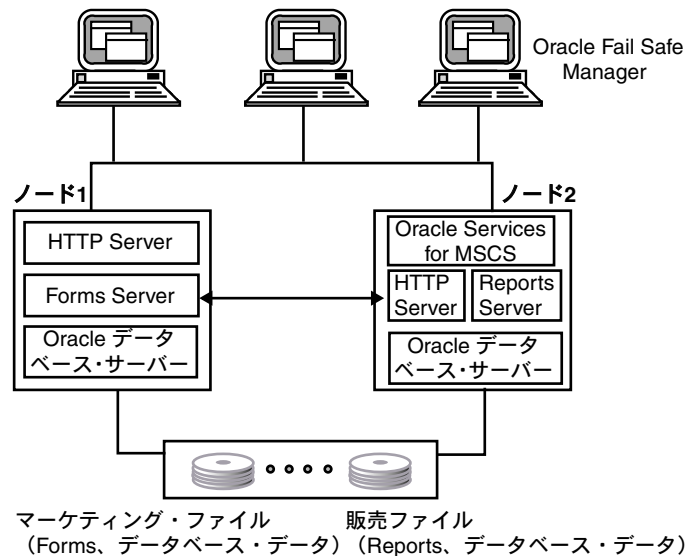 Oracle Fail Safe
Manager
ノード1
ノード2
HTTP Server
Forms Server
Oracle データ
ベース・サーバー
Oracle Services
for MSCS
HTTP
Server
Reports
Server
Oracle データ
ベース・サーバー
マーケティング・ファイル
（Forms、データベース・データ）
販売ファイル
（Reports、データベース・データ）